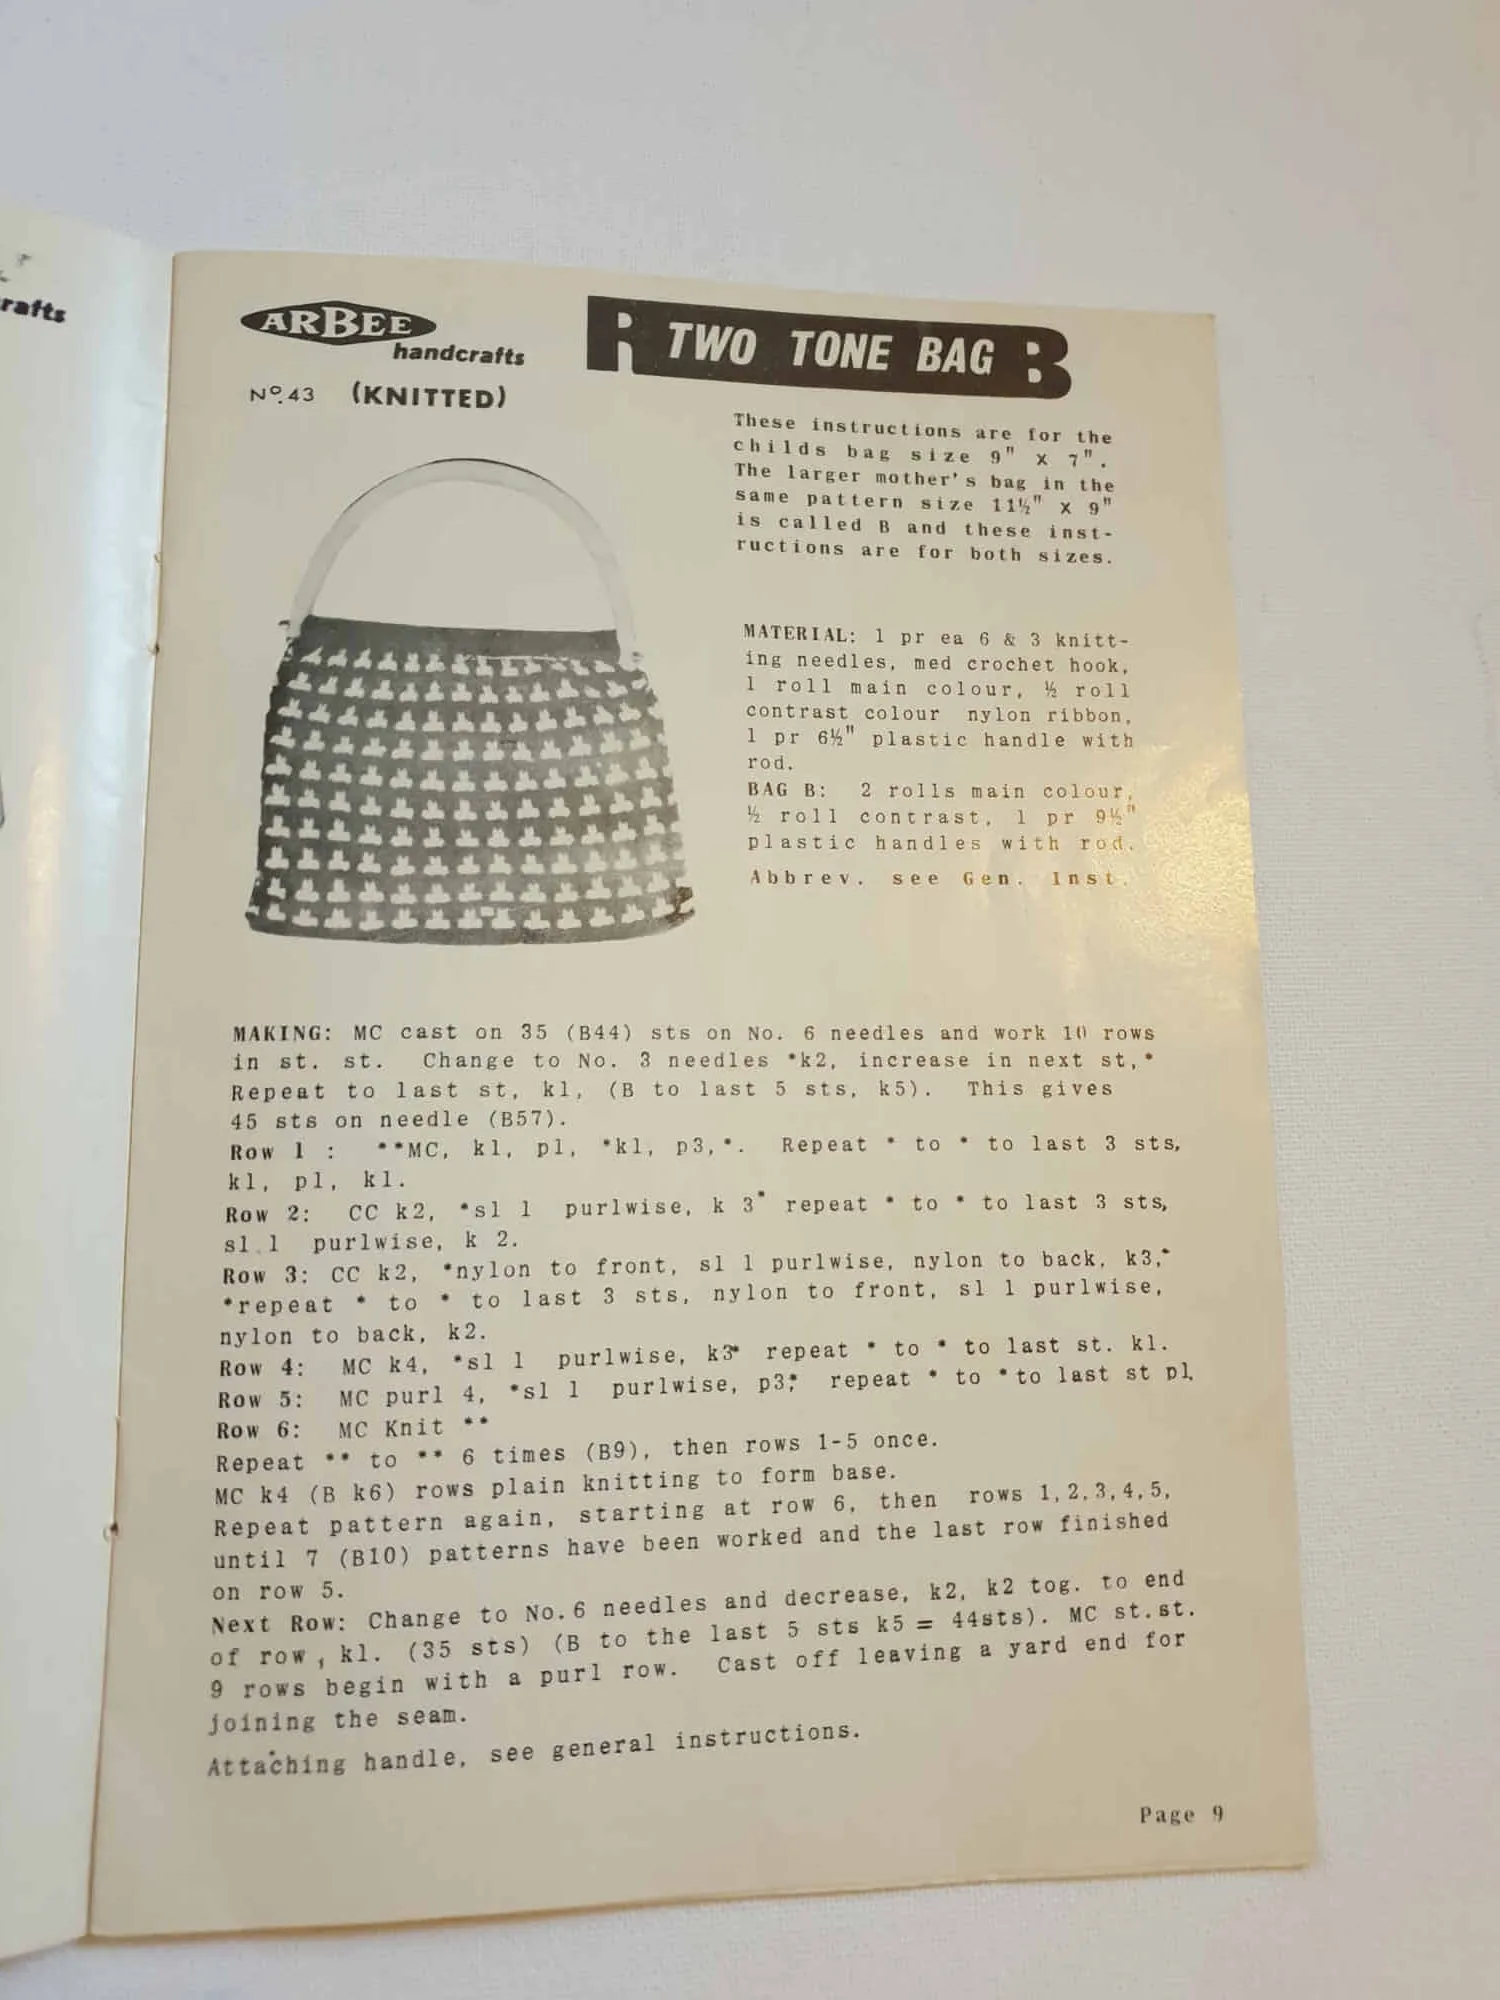 rafts
ARBEE
handcrafts
Nº.43 (KNITTED)
R TWO TONE BAG B
These instructions are for the
childs bag size 9" x 7".
The larger mother's bag in the
same pattern size 11½" x 9"
is called B and these inst-
ructions are for both sizes.
MATERIAL: 1 pr ea 6 & 3 knitt-
ing needles, med crochet hook,
1 roll main colour, ½ roll
contrast colour nylon ribbon,
1 pr 6½" plastic handle with
rod.
BAG B: 2 rolls main colour,
½ roll contrast, 1 pr 9½"
plastic handles with rod.
Abbrev. see Gen. Inst.
MAKING: MC cast on 35 (B44) sts on No. 6 needles and work 10 rows
in st. st. Change to No. 3 needles *k2, increase in next st,*
Repeat to last st, k1, (B to last 5 sts, k5). This gives
45 sts on needle (B57).
Row 1 : **MC, k1, p1, *k1, p3,*. Repeat * to * to last 3 sts,
k1, p1, k1.
Row 2: CC k2, *sl 1 purlwise, k 3* repeat * to * to last 3 sts,
sl 1 purlwise, k 2.
Row 3: CC k2, *nylon to front, sl 1 purlwise, nylon to back, k3,*
*repeat * to * to last 3 sts, nylon to front, sl 1 purlwise,
nylon to back, k2.
Row 4: MC k4, *sl 1 purlwise, k3* repeat * to * to last st. k1.
Row 5: MC purl 4, *sl 1 purlwise, p3;* repeat * to * to last st p1.
Row 6: MC Knit **
Repeat ** to ** 6 times (B9), then rows 1-5 once.
MC k4 (B k6) rows plain knitting to form base.
Repeat pattern again, starting at row 6, then rows 1,2,3,4,5,
until 7 (B10) patterns have been worked and the last row finished
on row 5.
Next Row: Change to No.6 needles and decrease, k2, k2 tog. to end
of row, k1. (35 sts) (B to the last 5 sts k5 = 44sts). MC st.st.
9 rows begin with a purl row. Cast off leaving a yard end for
joining the seam.
Attaching handle, see general instructions.
Page 9